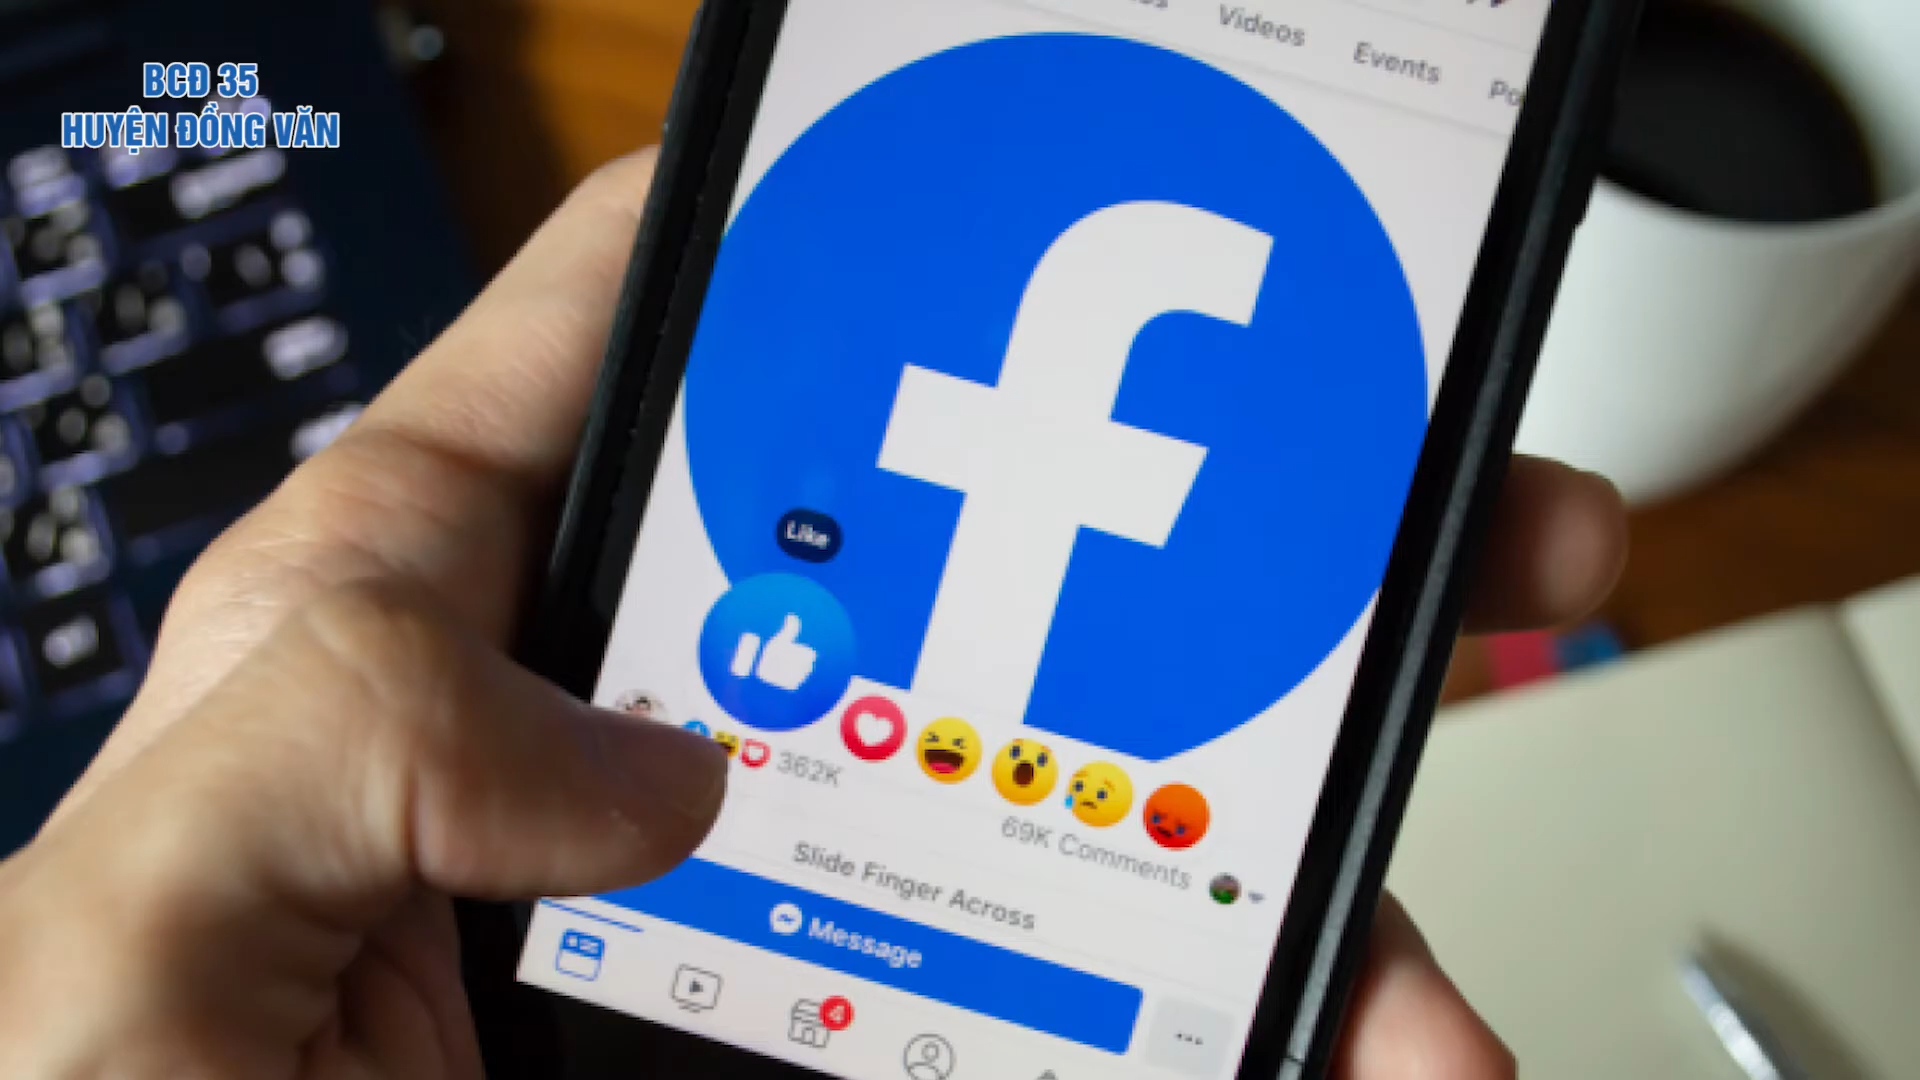 BCĐ 35
HUYỆN ĐỒNG VĂN
Videos
Events
Like
362K
69K Comments
Slide Finger Across
Message
4